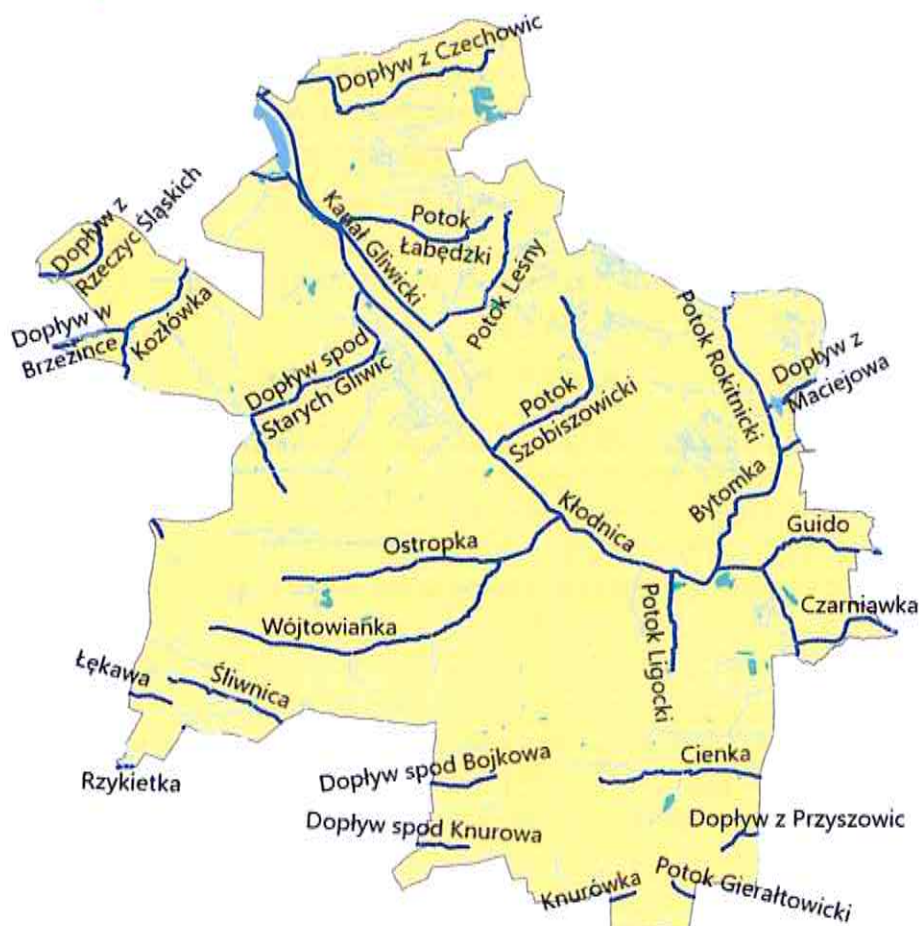 Dopływ z Czechowic
Dopływ z
Rzeczyc Śląskich
Kanał Gliwicki
Potok
Łabędzki
Potok Leśny
Dopływ w
Brzezince
Kozłówka
Dopływ spod
Starych Gliwic
Potok
Szobiszowicki
Potok Rokitnicki
Dopływ z
Maciejowa
Bytomka
Kłodnica
Guido
Ostropka
Czarniawka
Wójtowianka
Potok Ligocki
Łękawa
Śliwnica
Rzykietka
Dopływ spod Bojkowa
Cienka
Dopływ spod Knurowa
Dopływ z Przyszowic
Knurówka
Potok Gierałtowicki